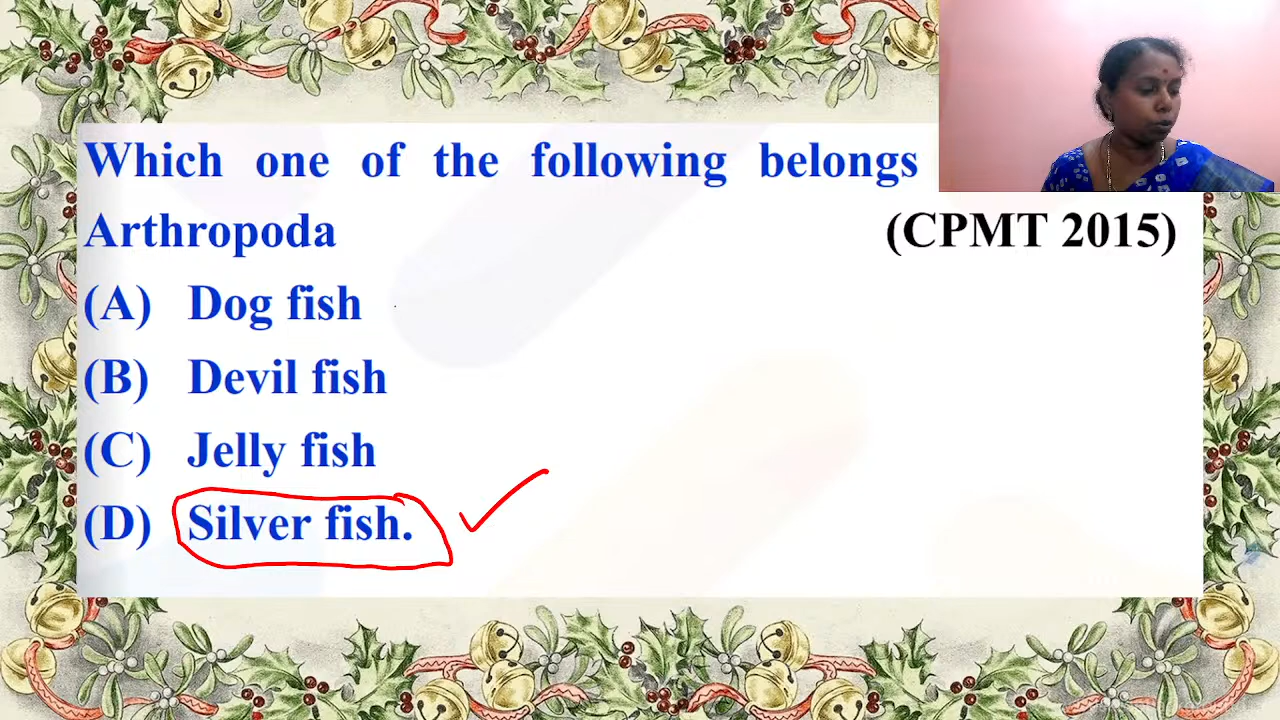 Which one of the following belongs
Arthropoda (CPMT 2015)
(A) Dog fish
(B) Devil fish
(C) Jelly fish
(D) Silver fish.